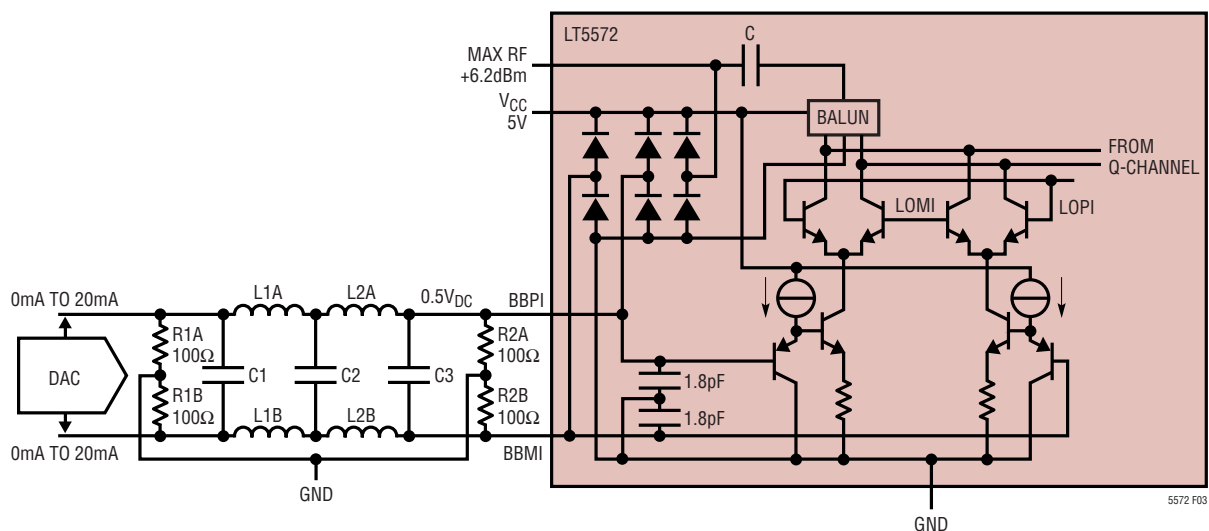 LT5572
C
MAX RF
+6.2dBm
VCC
5V
BALUN
FROM
Q-CHANNEL
LOMI
LOPI
0mA TO 20mA
L1A
L2A
0.5VDC
BBPI
R1A
100Ω
R2A
100Ω
DAC
C1
C2
C3
1.8pF
R1B
100Ω
R2B
100Ω
1.8pF
L1B
L2B
0mA TO 20mA
BBMI
GND
GND
5572 F03